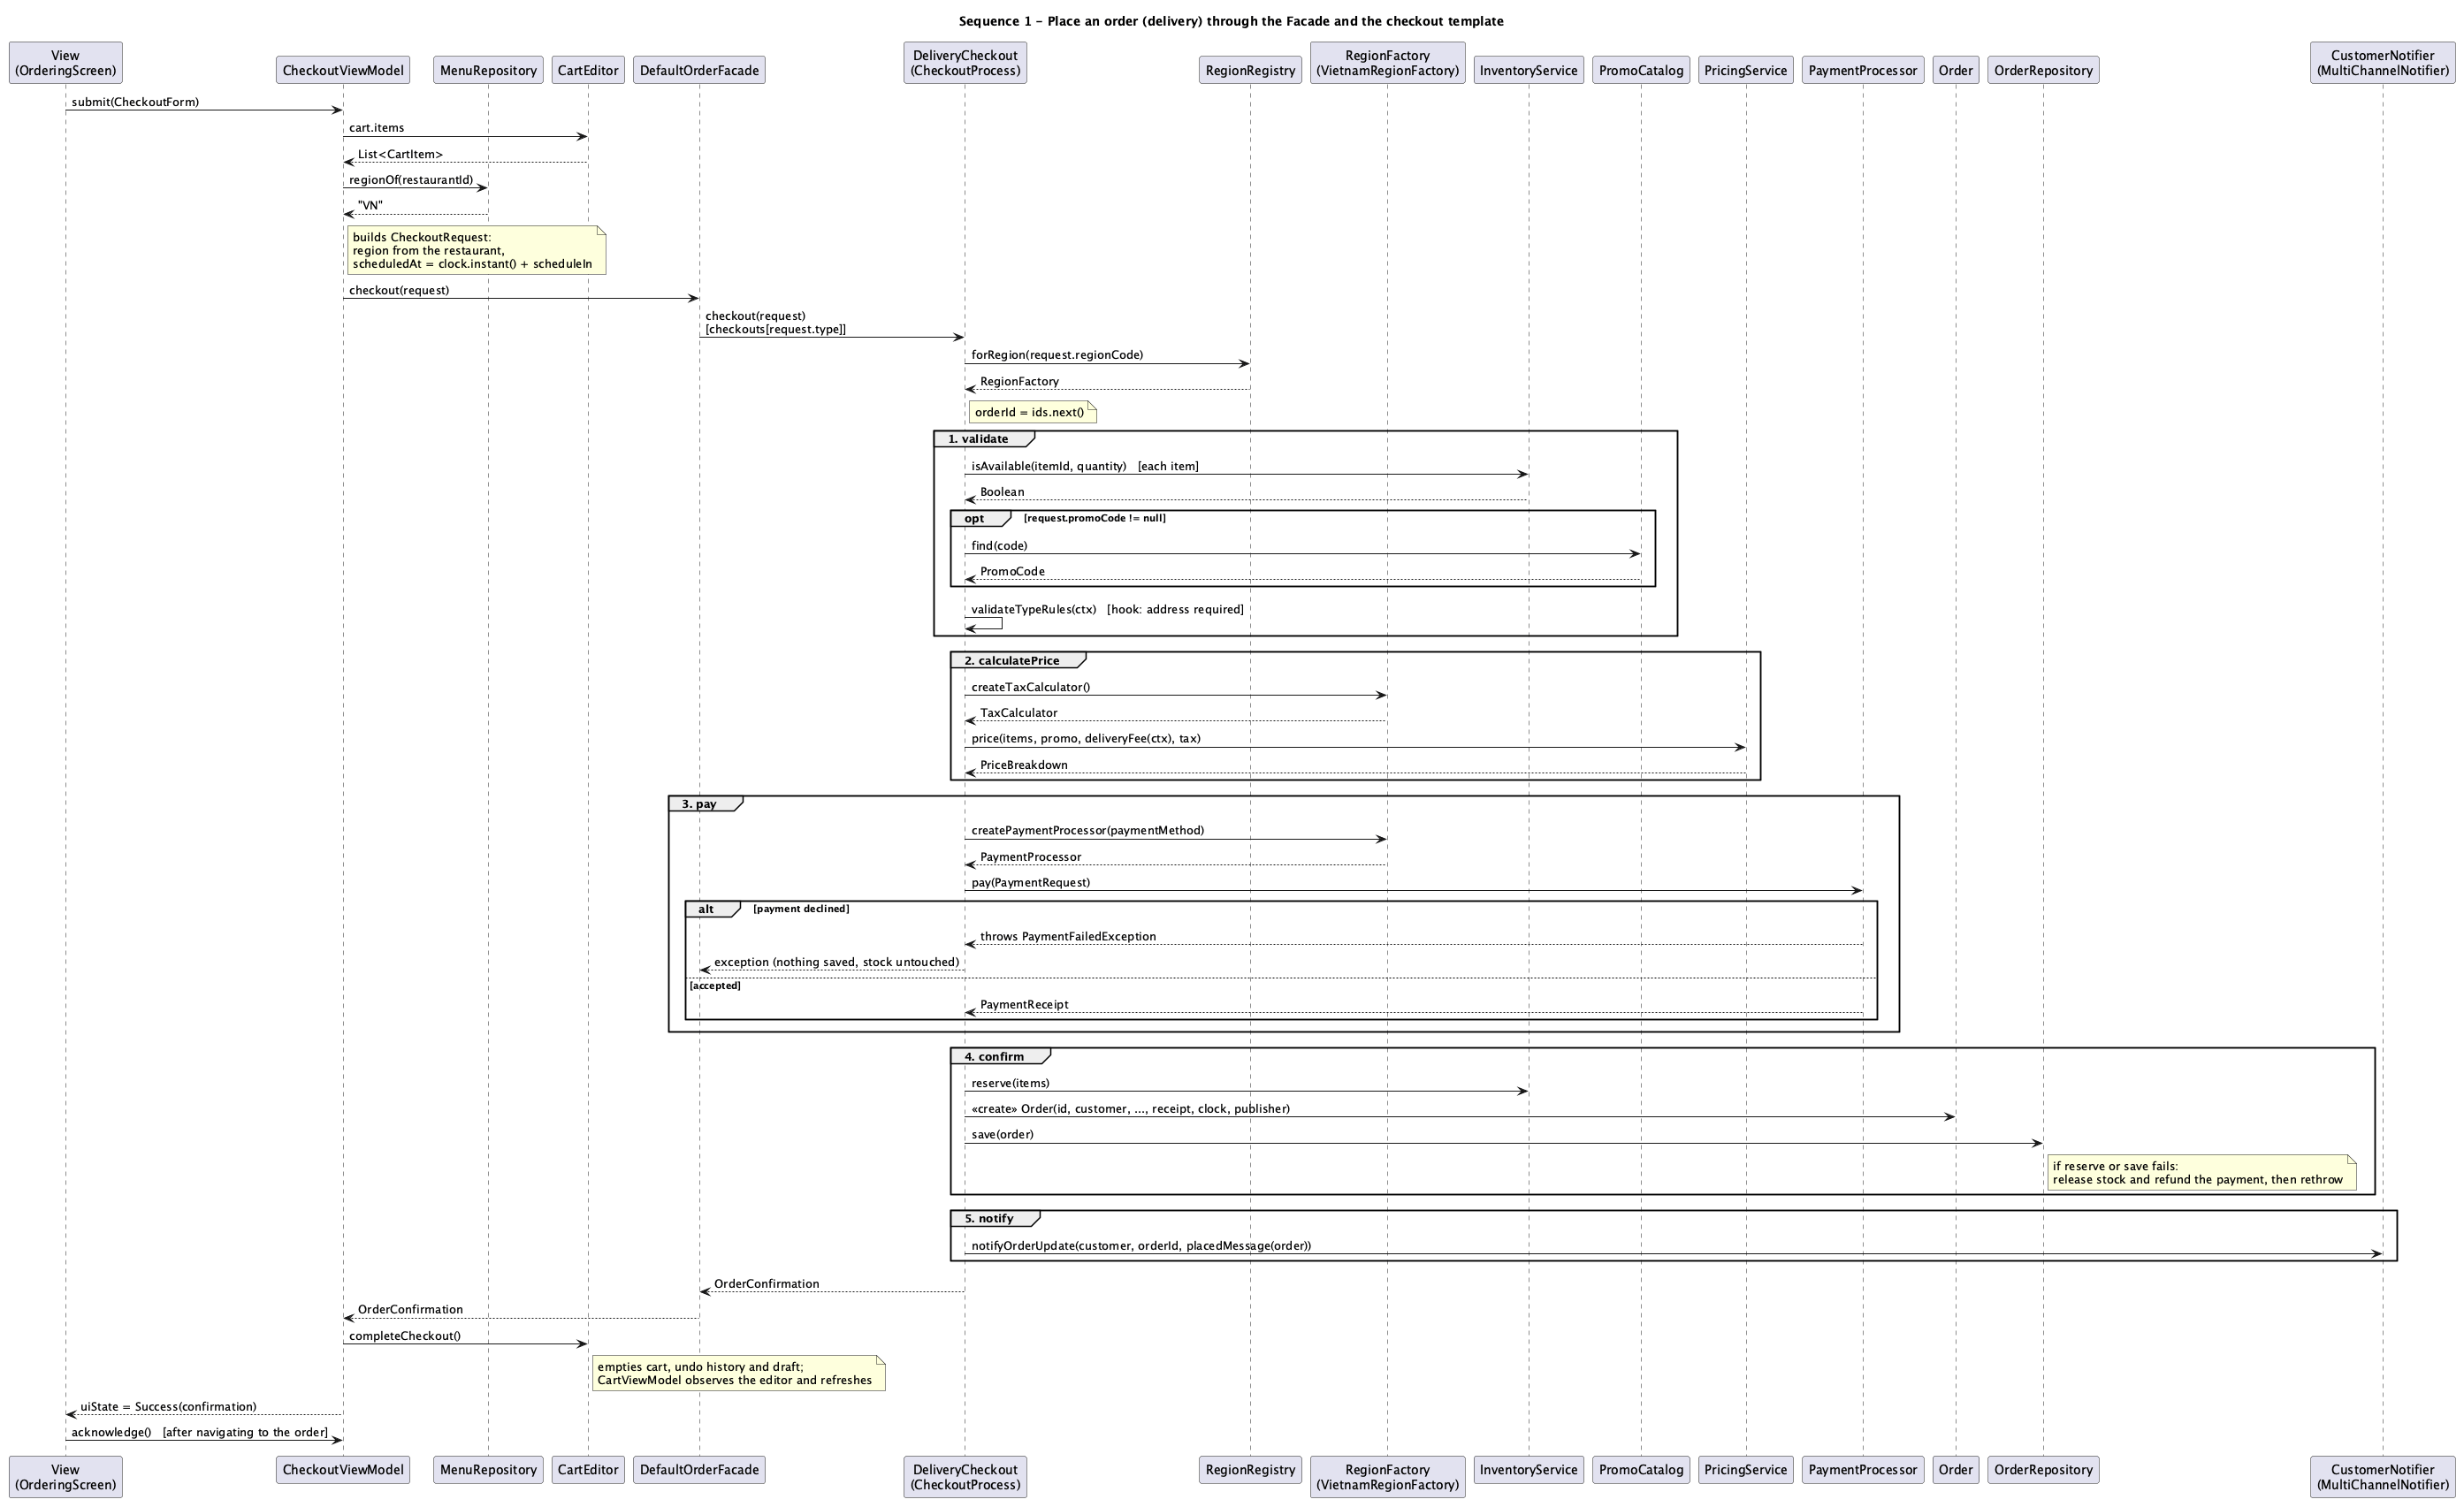 Sequence 1 - Place an order (delivery) through the Facade and the checkout template
View
(OrderingScreen)
CheckoutViewModel
MenuRepository
CartEditor
DefaultOrderFacade
DeliveryCheckout
(CheckoutProcess)
RegionRegistry
RegionFactory
(VietnamRegionFactory)
InventoryService
PromoCatalog
PricingService
PaymentProcessor
Order
OrderRepository
CustomerNotifier
(MultiChannelNotifier)
submit(CheckoutForm)
cart.items
List<CartItem>
regionOf(restaurantId)
"VN"
builds CheckoutRequest:
region from the restaurant,
scheduledAt = clock.instant() + scheduleIn
checkout(request)
checkout(request)
[checkouts[request.type]]
forRegion(request.regionCode)
RegionFactory
orderId = ids.next()
1. validate
isAvailable(itemId, quantity)   [each item]
Boolean
opt [request.promoCode != null]
find(code)
PromoCode
validateTypeRules(ctx)   [hook: address required]
2. calculatePrice
createTaxCalculator()
TaxCalculator
price(items, promo, deliveryFee(ctx), tax)
PriceBreakdown
3. pay
createPaymentProcessor(paymentMethod)
PaymentProcessor
pay(PaymentRequest)
alt [payment declined]
throws PaymentFailedException
exception (nothing saved, stock untouched)
[accepted]
PaymentReceipt
4. confirm
reserve(items)
«create» Order(id, customer, ..., receipt, clock, publisher)
save(order)
if reserve or save fails:
release stock and refund the payment, then rethrow
5. notify
notifyOrderUpdate(customer, orderId, placedMessage(order))
OrderConfirmation
OrderConfirmation
completeCheckout()
empties cart, undo history and draft;
CartViewModel observes the editor and refreshes
uiState = Success(confirmation)
acknowledge()   [after navigating to the order]
View
(OrderingScreen)
CheckoutViewModel
MenuRepository
CartEditor
DefaultOrderFacade
DeliveryCheckout
(CheckoutProcess)
RegionRegistry
RegionFactory
(VietnamRegionFactory)
InventoryService
PromoCatalog
PricingService
PaymentProcessor
Order
OrderRepository
CustomerNotifier
(MultiChannelNotifier)